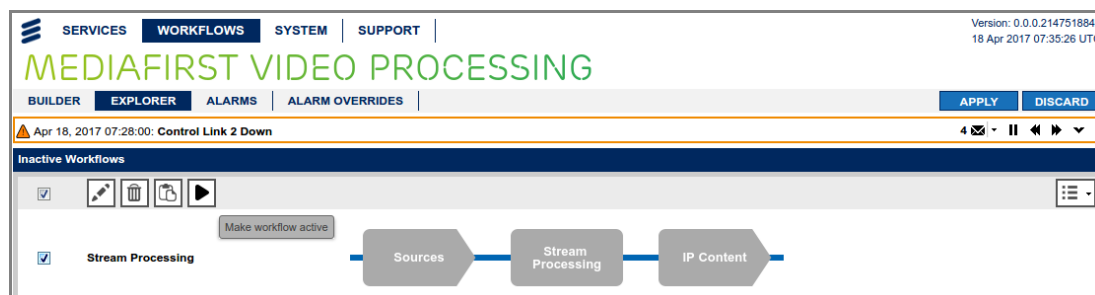 SERVICES WORKFLOWS SYSTEM SUPPORT
Version: 0.0.0.214751884
18 Apr 2017 07:35:26 UTC
MEDIAFIRST VIDEO PROCESSING
BUILDER EXPLORER ALARMS ALARM OVERRIDES APPLY DISCARD
Apr 18, 2017 07:28:00: Control Link 2 Down 4
Inactive Workflows
Make workflow active
Stream Processing Sources Stream Processing IP Content